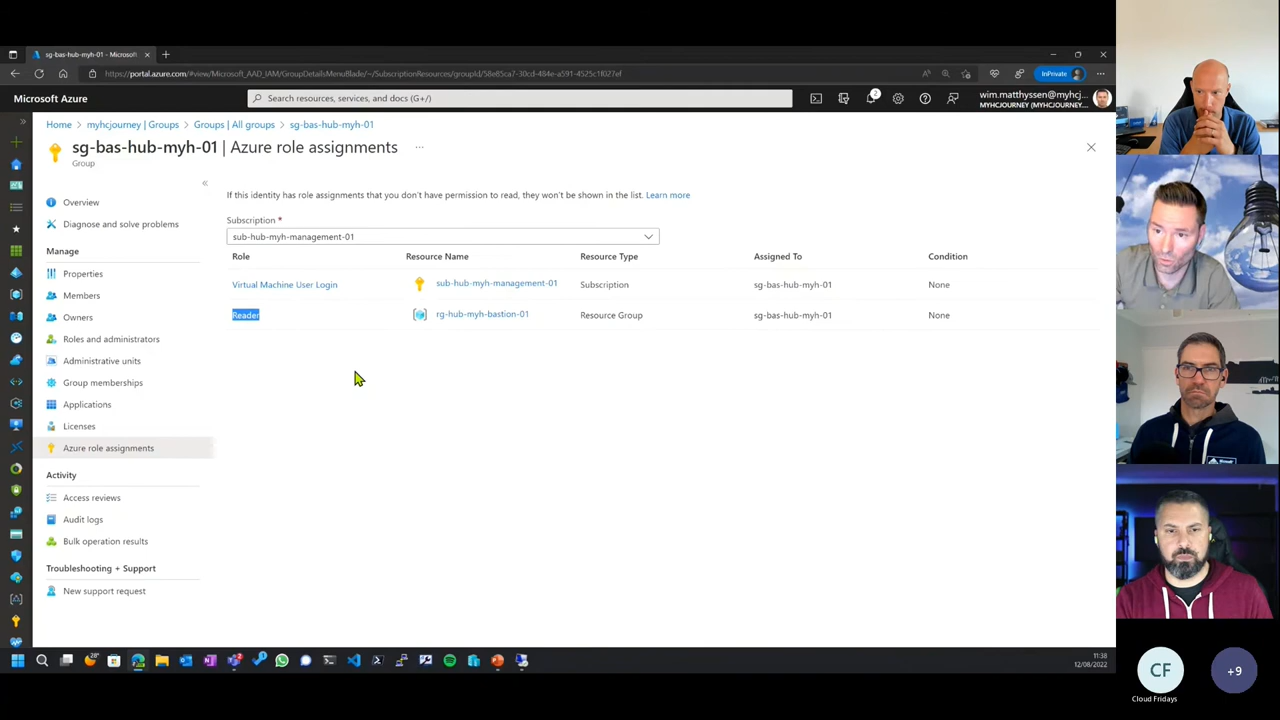 sg-bas-hub-myh-01 - Microsoft
https://portal.azure.com/#view/Microsoft_AAD_IAM/GroupDetailsMenuBlade/~/SubscriptionResources/groupId/58e85ca7-30cd-484e-a591-4525c1f027ef
InPrivate
Microsoft Azure
Search resources, services, and docs (G+/)
2
wim.matthyssen@myhcj...
MYHCJOURNEY (MYHCJOURNEY....
Home > myhcjourney | Groups > Groups | All groups > sg-bas-hub-myh-01
sg-bas-hub-myh-01 | Azure role assignments ...
Group
Overview
Diagnose and solve problems
Manage
Properties
Members
Owners
Roles and administrators
Administrative units
Group memberships
Applications
Licenses
Azure role assignments
Activity
Access reviews
Audit logs
Bulk operation results
Troubleshooting + Support
New support request
If this identity has role assignments that you don't have permission to read, they won't be shown in the list. Learn more
Subscription *
sub-hub-myh-management-01
Role Resource Name Resource Type Assigned To Condition
Virtual Machine User Login sub-hub-myh-management-01 Subscription sg-bas-hub-myh-01 None
Reader rg-hub-myh-bastion-01 Resource Group sg-bas-hub-myh-01 None
28°
11:38
12/08/2022
CF
Cloud Fridays
+9